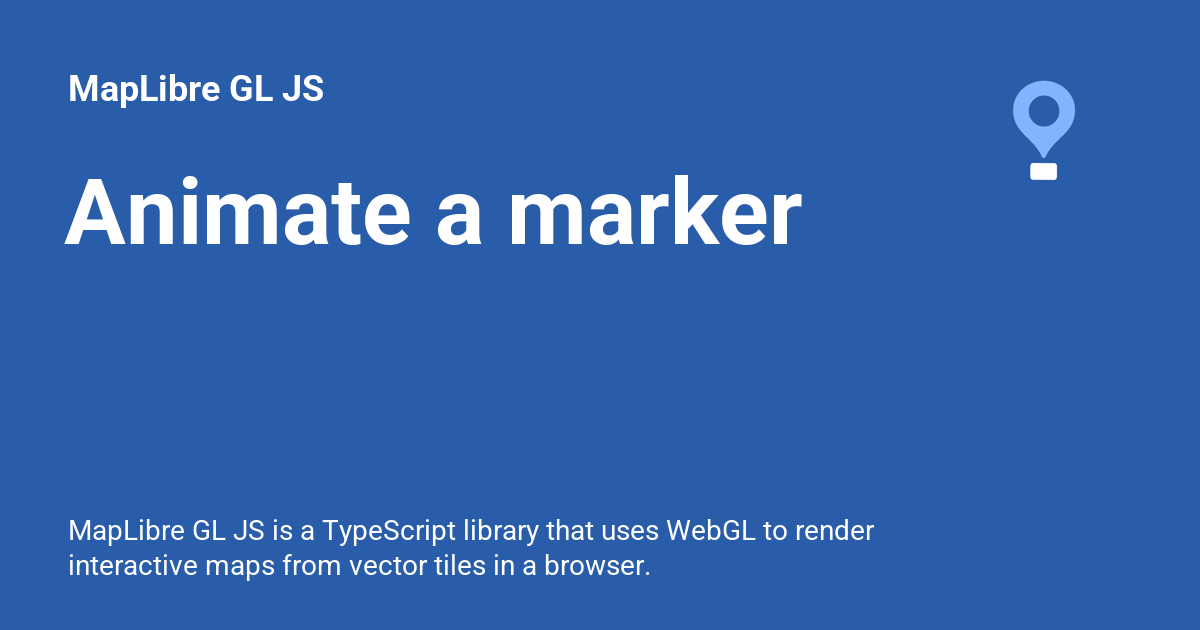 MapLibre GL JS
Animate a marker
MapLibre GL JS is a TypeScript library that uses WebGL to render
interactive maps from vector tiles in a browser.